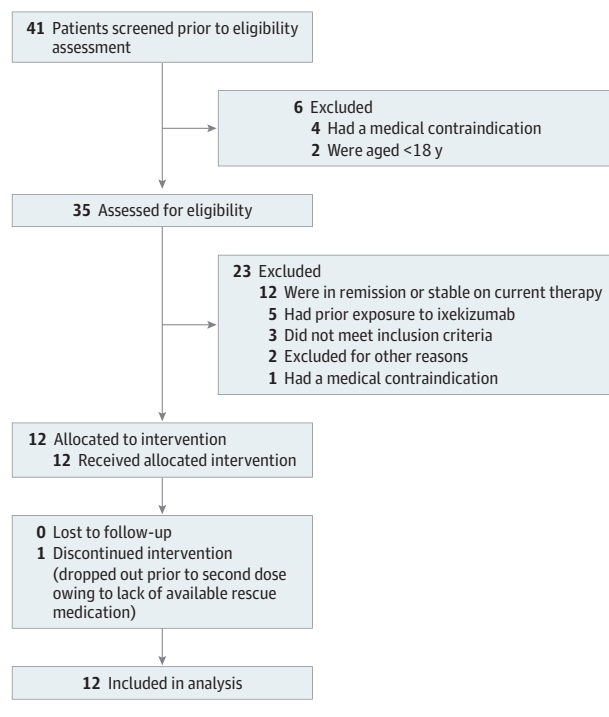 41 Patients screened prior to eligibility
assessment
6 Excluded
4 Had a medical contraindication
2 Were aged <18 y
35 Assessed for eligibility
23 Excluded
12 Were in remission or stable on current therapy
5 Had prior exposure to ixekizumab
3 Did not meet inclusion criteria
2 Excluded for other reasons
1 Had a medical contraindication
12 Allocated to intervention
12 Received allocated intervention
0 Lost to follow-up
1 Discontinued intervention
(dropped out prior to second dose
owing to lack of available rescue
medication)
12 Included in analysis